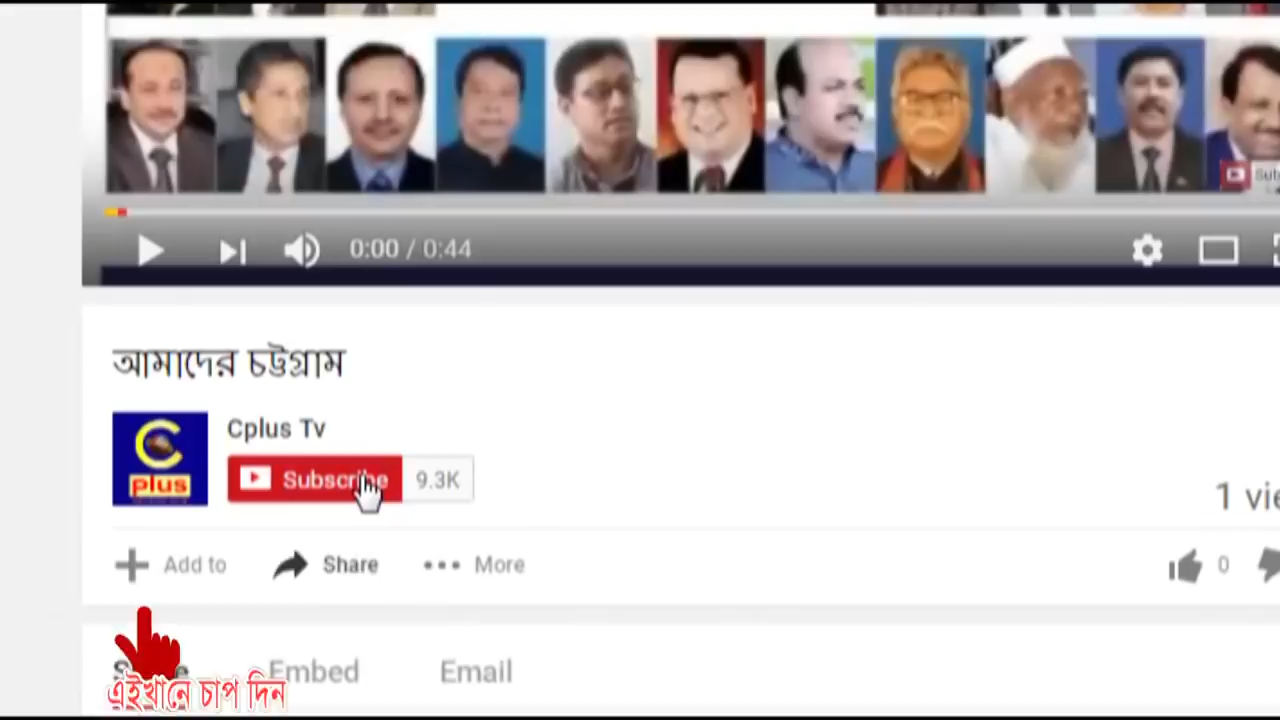 Sub
0:00 / 0:44
আমাদের চট্টগ্রাম
C
plus
Cplus Tv
Subscribe 9.3K
1 vie
Add to Share More 0
Embed Email
এইখানে চাপ দিন